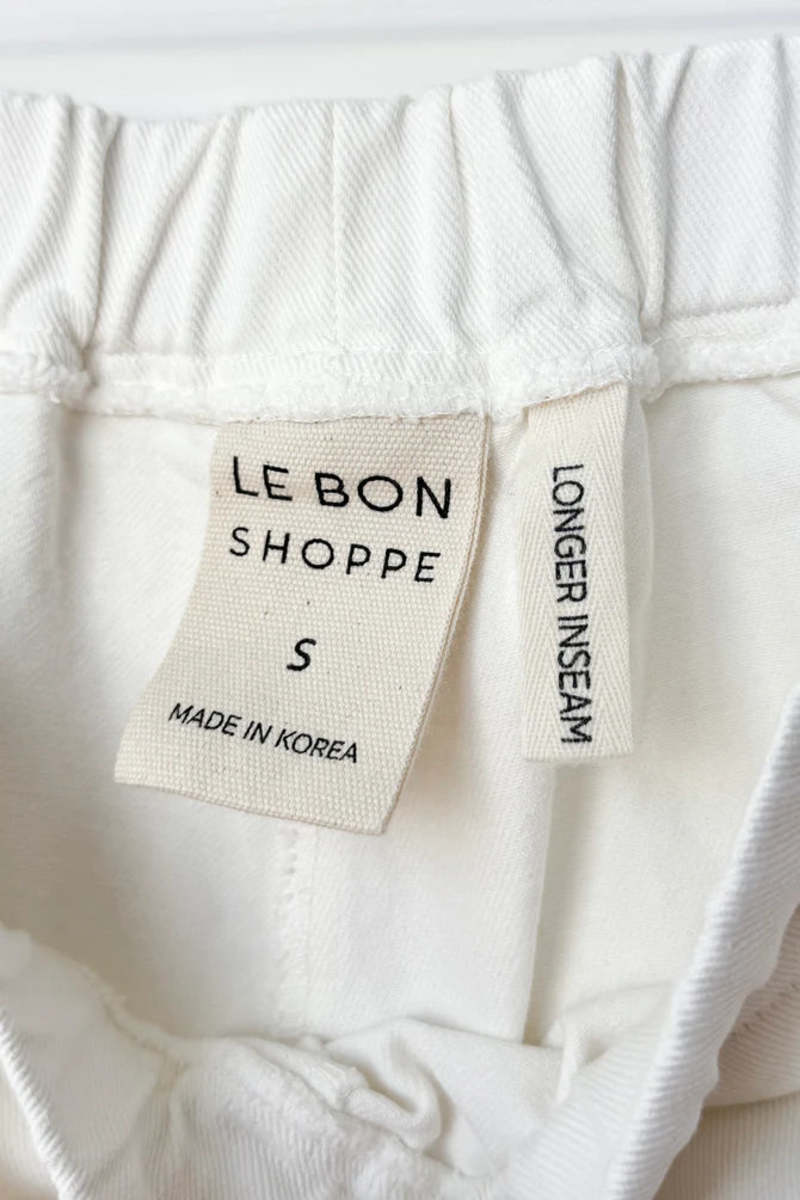 LE BON
SHOPPE
S
MADE IN KOREA
LONGER INSEAM